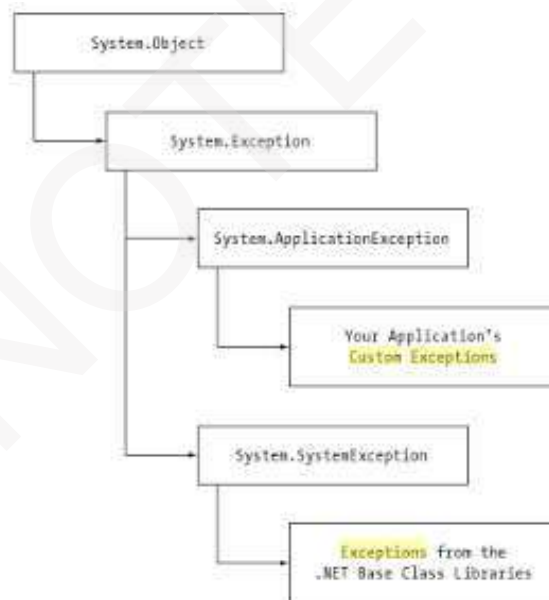 System.Object
System.Exception
System.ApplicationException
Your Application's
Custom Exceptions
System.SystemException
Exceptions from the
.NET Base Class Libraries